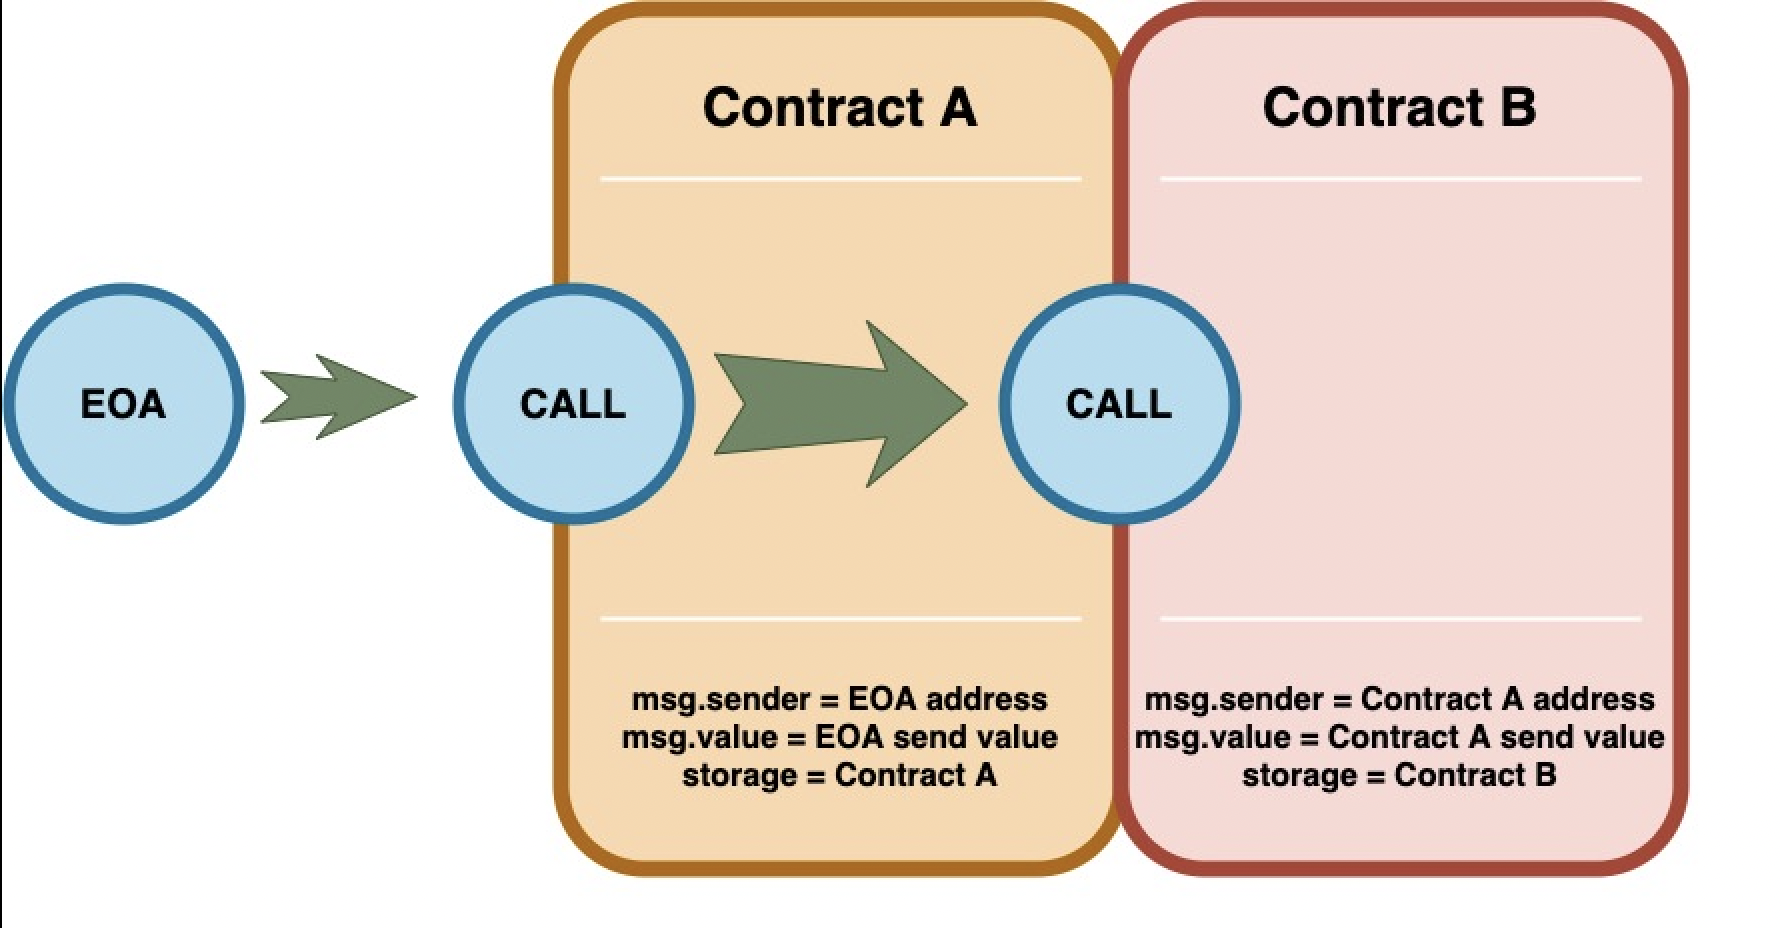 Contract A
Contract B
EOA
CALL
CALL
msg.sender = EOA address
msg.value = EOA send value
storage = Contract A
msg.sender = Contract A address
msg.value = Contract A send value
storage = Contract B